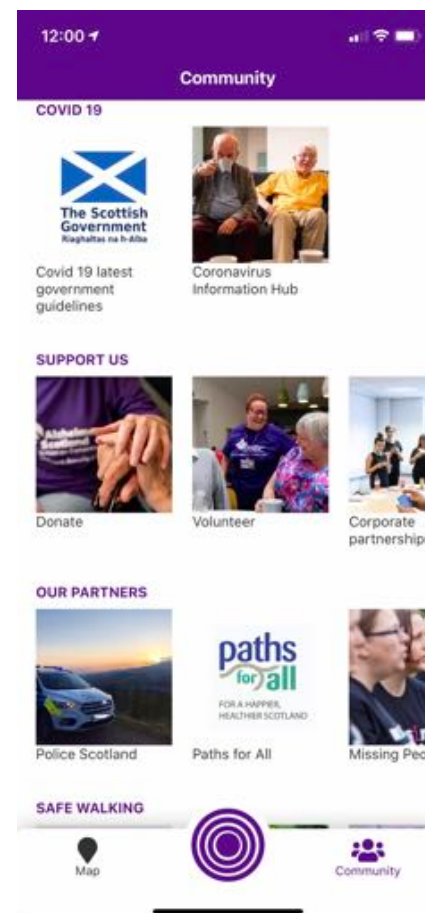 12:00
Community
COVID 19
The Scottish
Government
Riaghaltas na h-Alba
Covid 19 latest
government
guidelines
Coronavirus
Information Hub
SUPPORT US
Alzheimer
Scotland
Donate
Volunteer
Corporate
partnership
OUR PARTNERS
paths
for all
FOR A HAPPIER,
HEALTHIER SCOTLAND
Police Scotland
Paths for All
Missing Peo
SAFE WALKING
Map
Community